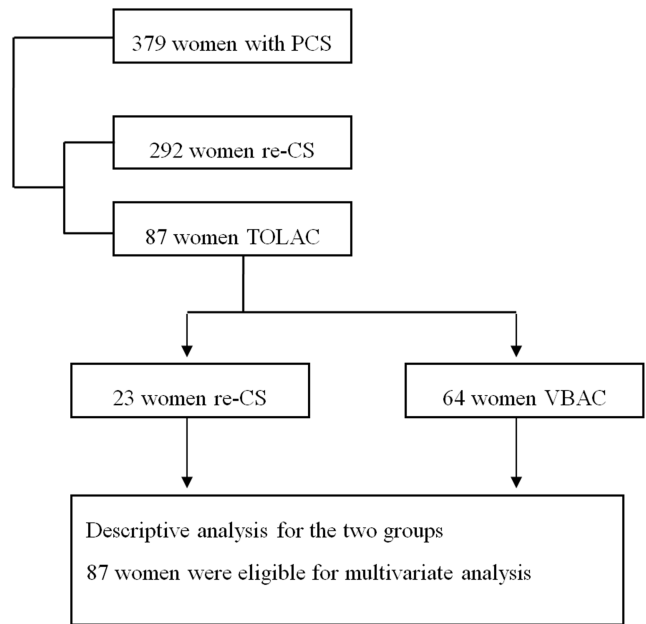 379 women with PCS
292 women re-CS
87 women TOLAC
23 women re-CS
64 women VBAC
Descriptive analysis for the two groups
87 women were eligible for multivariate analysis